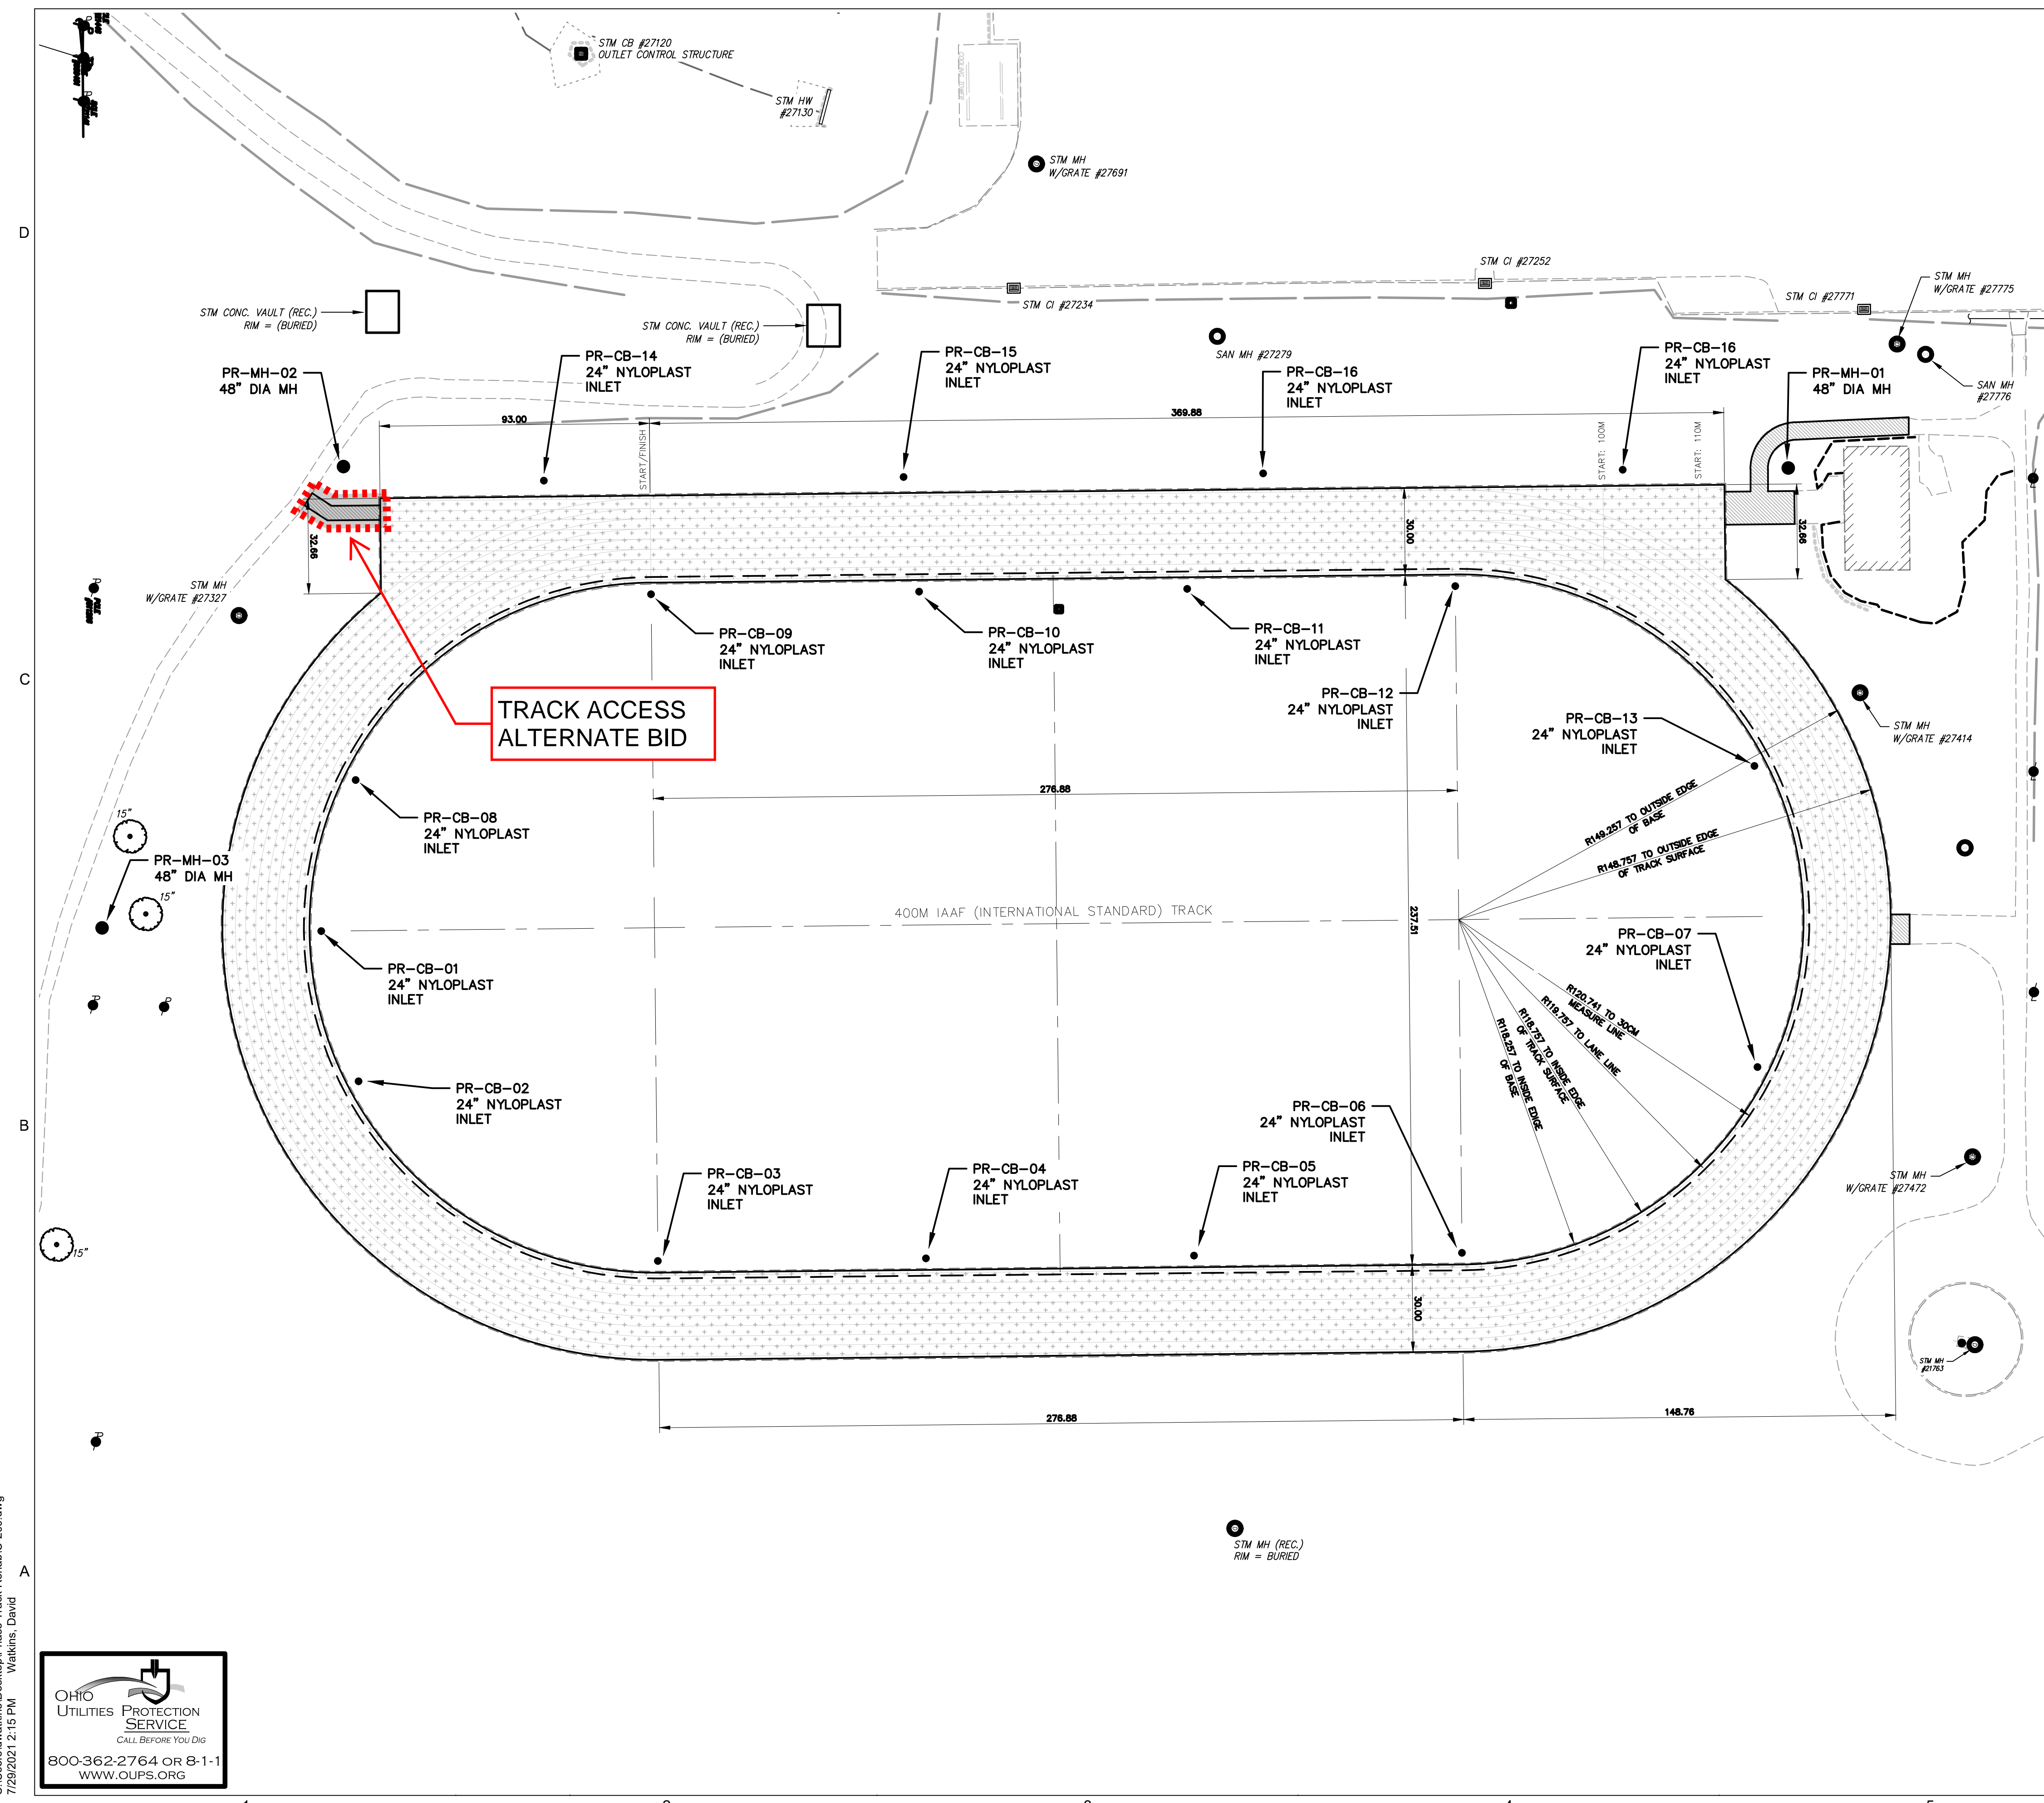 STM CB #27120
OUTLET CONTROL STRUCTURE
STM HW
#27130
STM MH
W/GRATE #27691
D
STM CI #27252
STM MH
W/GRATE #27775
STM CI #27771
STM CI #27234
STM CONC. VAULT (REC.)
RIM = (BURIED)
STM CONC. VAULT (REC.)
RIM = (BURIED)
SAN MH #27279
SAN MH
#27776
PR-MH-02
48" DIA MH
PR-CB-14
24" NYLOPLAST
INLET
PR-CB-15
24" NYLOPLAST
INLET
PR-CB-16
24" NYLOPLAST
INLET
PR-CB-16
24" NYLOPLAST
INLET
PR-MH-01
48" DIA MH
93.00
369.88
START/FINISH
START: 100M
START: 110M
30.00
32.66
32.66
STM MH
W/GRATE #27327
PR-CB-09
24" NYLOPLAST
INLET
PR-CB-10
24" NYLOPLAST
INLET
PR-CB-11
24" NYLOPLAST
INLET
PR-CB-12
24" NYLOPLAST
INLET
C
TRACK ACCESS
ALTERNATE BID
PR-CB-13
24" NYLOPLAST
INLET
STM MH
W/GRATE #27414
276.88
R149.257 TO OUTSIDE EDGE
OF BASE
R148.757 TO OUTSIDE EDGE
OF TRACK SURFACE
PR-CB-08
24" NYLOPLAST
INLET
15"
PR-MH-03
48" DIA MH
15"
400M IAAF (INTERNATIONAL STANDARD) TRACK
237.51
PR-CB-07
24" NYLOPLAST
INLET
PR-CB-01
24" NYLOPLAST
INLET
R120.741 TO 30CM
MEASURE LINE
R119.757 TO LANE LINE
R118.757 TO INSIDE EDGE
OF TRACK SURFACE
R118.257 TO INSIDE EDIGE
OF BASE
PR-CB-02
24" NYLOPLAST
INLET
B
PR-CB-06
24" NYLOPLAST
INLET
PR-CB-03
24" NYLOPLAST
INLET
PR-CB-04
24" NYLOPLAST
INLET
PR-CB-05
24" NYLOPLAST
INLET
STM MH
W/GRATE #27472
15"
30.00
STM MH
#21763
276.88
148.76
STM MH (REC.)
RIM = BURIED
A
7/29/2021 2:15 PM Watkins, David
OHIO
UTILITIES PROTECTION
SERVICE
CALL BEFORE YOU DIG
800-362-2764 OR 8-1-1
WWW.OUPS.ORG